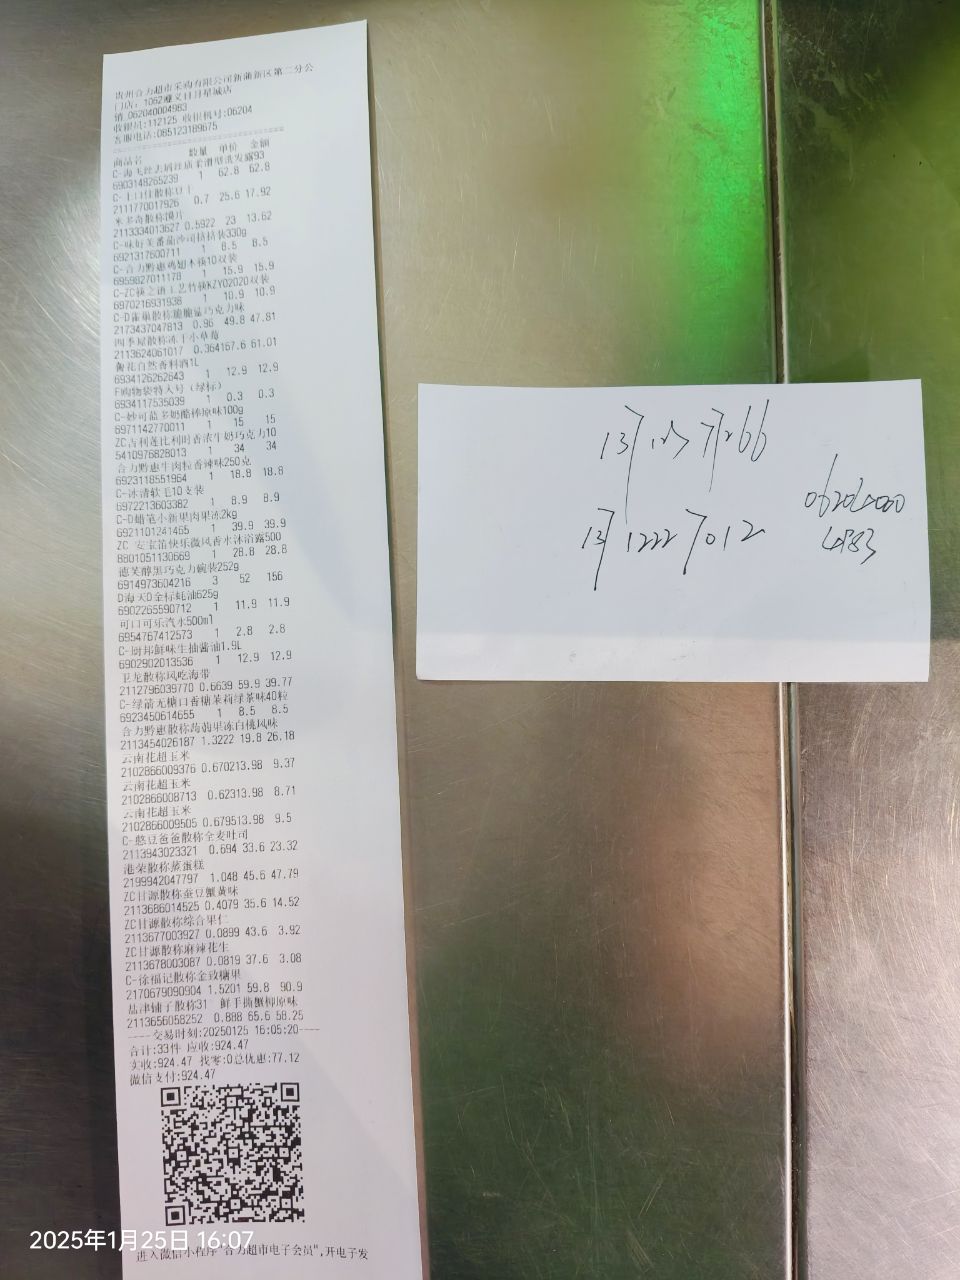 贵州合力超市采购有限公司新蒲新区第二分公
门店：1062遵义日月星城店
销 062040004983
收银员:112125 收银机号:06204
客服电话:085123189675
商品名 数量 单价 金额
C-海飞丝去屑丝质柔滑型洗发露93
6903148265239 1 62.8 62.8
2111770017926 0.7 25.6 17.92
米多奇散称馍片
2113334013627 0.5922 23 13.62
C-味好美番茄沙司挤挤装330g
6921317600711 1 8.5 8.5
C-合力黔惠鸡翅木筷10双装
6959827011178 1 15.9 15.9
C-ZC筷之语工艺竹筷KZY02020双装
6970216931938 1 10.9 10.9
C-D雀巢散称脆脆鲨巧克力味
2173437047813 0.96 49.8 47.81
四季屋散称冻干小草莓
2113624061017 0.364167.6 61.01
鲁花自然香料酒1L
6934126262643 1 12.9 12.9
F购物袋特大号（绿标）
6934117535039 1 0.3 0.3
C-妙可蓝多奶酪棒原味100g
6971142770011 1 15 15
ZC吉利莲比利时香浓牛奶巧克力10
5410976828013 1 34 34
合力黔惠牛肉粒香辣味250克
6923118551964 1 18.8 18.8
C-冰清软毛10支装
6972213603382 1 8.9 8.9
C-D蜡笔小新果肉果冻2kg
6921101241465 1 39.9 39.9
ZC 安宝笛快乐微风香水沐浴露500
8801051130669 1 28.8 28.8
德芙醇黑巧克力碗装252g
6914973604216 3 52 156
D海天D金标蚝油625g
6902265590712 1 11.9 11.9
可口可乐汽水500ml
6954767412573 1 2.8 2.8
C-厨邦鲜味生抽酱油1.9L
6902902013536 1 12.9 12.9
卫龙散称风吃海带
2112796039770 0.6639 59.9 39.77
C-绿箭无糖口香糖茉莉绿茶味40粒
6923450614655 1 8.5 8.5
合力黔惠散称蒟蒻果冻白桃风味
2113454026187 1.3222 19.8 26.18
云南花超玉米
2102866009376 0.670213.98 9.37
云南花超玉米
2102866008713 0.62313.98 8.71
云南花超玉米
2102866009505 0.679513.98 9.5
C-憨豆爸爸散称全麦吐司
2113943023321 0.694 33.6 23.32
港荣散称蒸蛋糕
2199942047797 1.048 45.6 47.79
ZC甘源散称蚕豆蟹黄味
2113686014525 0.4079 35.6 14.52
ZC甘源散称综合果仁
2113677003927 0.0899 43.6 3.92
ZC甘源散称麻辣花生
2113678003087 0.0819 37.6 3.08
C-徐福记散称金致糖果
2170679090904 1.5201 59.8 90.9
盐津铺子散称31°鲜手撕蟹柳原味
2113656058252 0.888 65.6 58.25
----交易时刻:20250125 16:05:20----
合计:33件 应收:924.47
实收:924.47 找零:0总优惠:77.12
微信支付:924.47
进入微信小程序"合力超市电子会员",开电子发
13712227012
062040004983
2025年1月25日 16:07